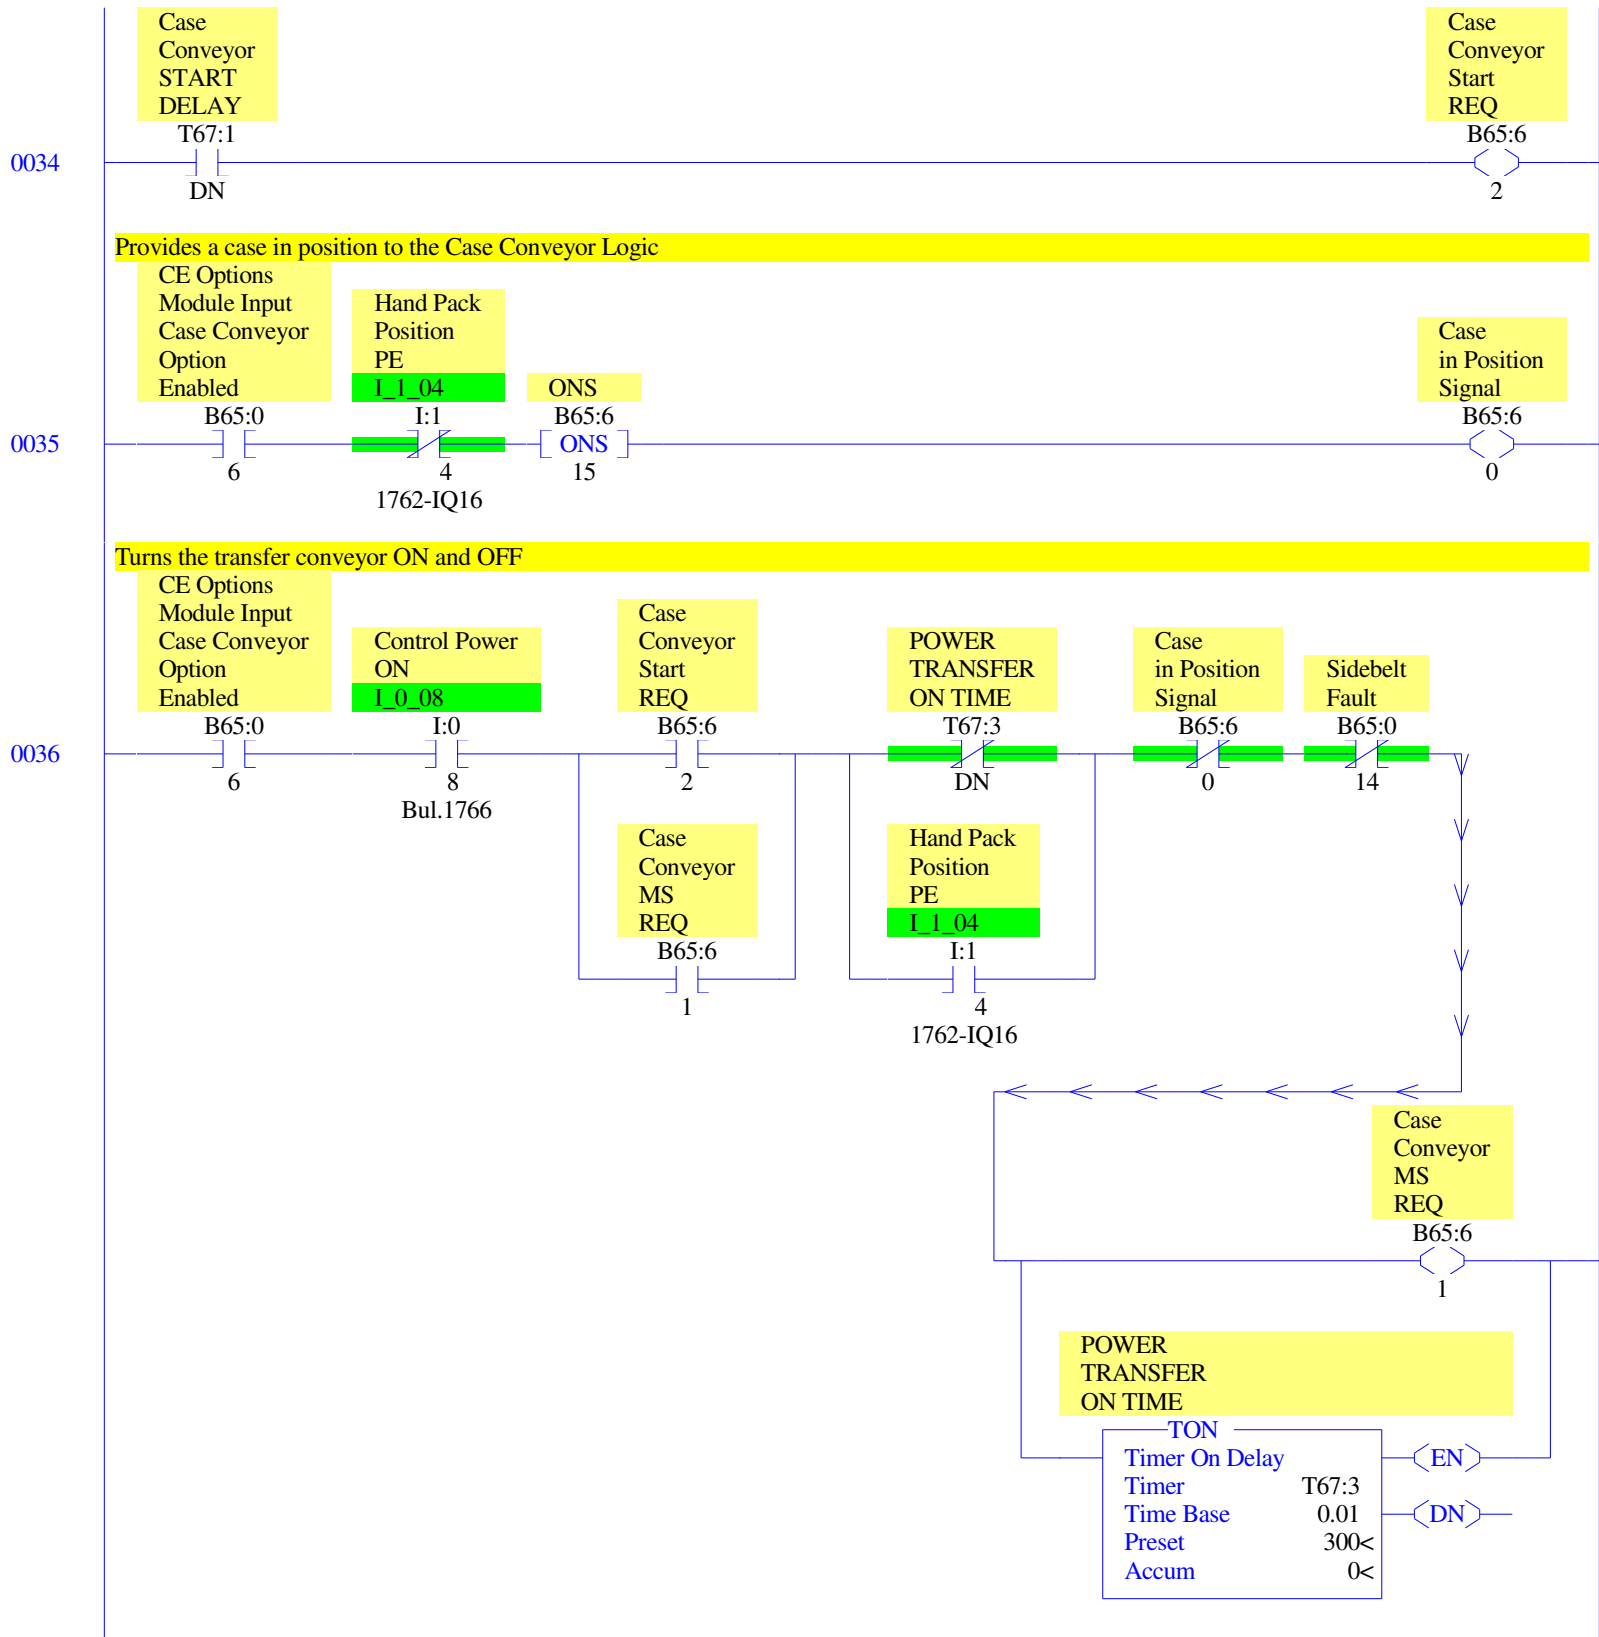 Case
Conveyor
START
DELAY
T67:1
DN
Case
Conveyor
Start
REQ
B65:6
2
0034
Provides a case in position to the Case Conveyor Logic
CE Options
Module Input
Case Conveyor
Option
Enabled
B65:0
6
Hand Pack
Position
PE
I_1_04
I:1
4
1762-IQ16
ONS
B65:6
ONS
15
Case
in Position
Signal
B65:6
0
0035
Turns the transfer conveyor ON and OFF
CE Options
Module Input
Case Conveyor
Option
Enabled
B65:0
6
Control Power
ON
I_0_08
I:0
8
Bul.1766
Case
Conveyor
Start
REQ
B65:6
2
POWER
TRANSFER
ON TIME
T67:3
DN
Case
in Position
Signal
B65:6
0
Sidebelt
Fault
B65:0
14
0036
Case
Conveyor
MS
REQ
B65:6
1
Hand Pack
Position
PE
I_1_04
I:1
4
1762-IQ16
Case
Conveyor
MS
REQ
B65:6
1
POWER
TRANSFER
ON TIME
TON
Timer On Delay
Timer T67:3
Time Base 0.01
Preset 300<
Accum 0<
EN
DN